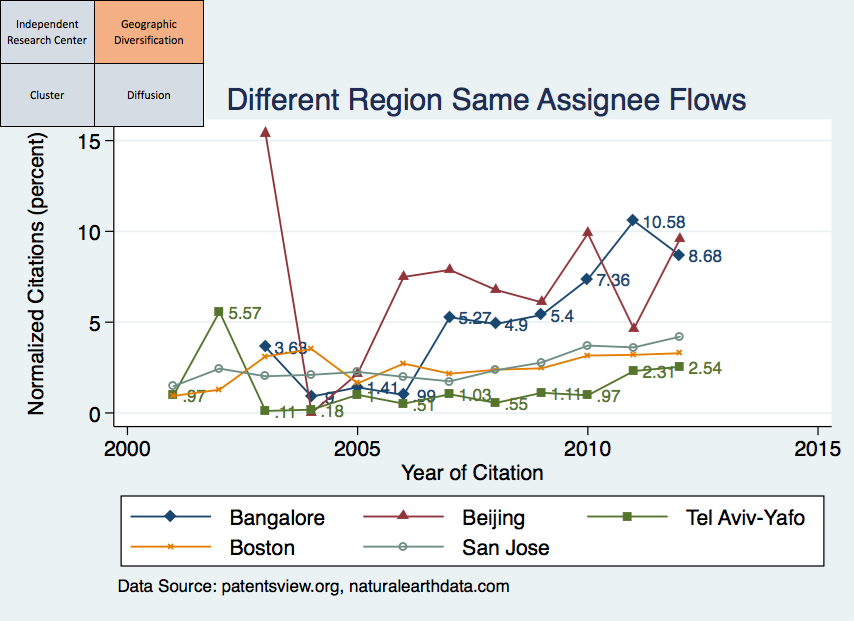 Independent
Research Center
Geographic
Diversification
Cluster
Diffusion
Different Region Same Assignee Flows
Normalized Citations (percent)
15
10
5
0
5.57
.97
3.63
.11
.18
.9
1.41
1
.99
.51
5.27
1.03
4.9
.55
5.4
1.11
7.36
.97
10.58
2.31
8.68
2.54
2000
2005
2010
2015
Year of Citation
Bangalore
Beijing
Tel Aviv-Yafo
Boston
San Jose
Data Source: patentsview.org, naturalearthdata.com